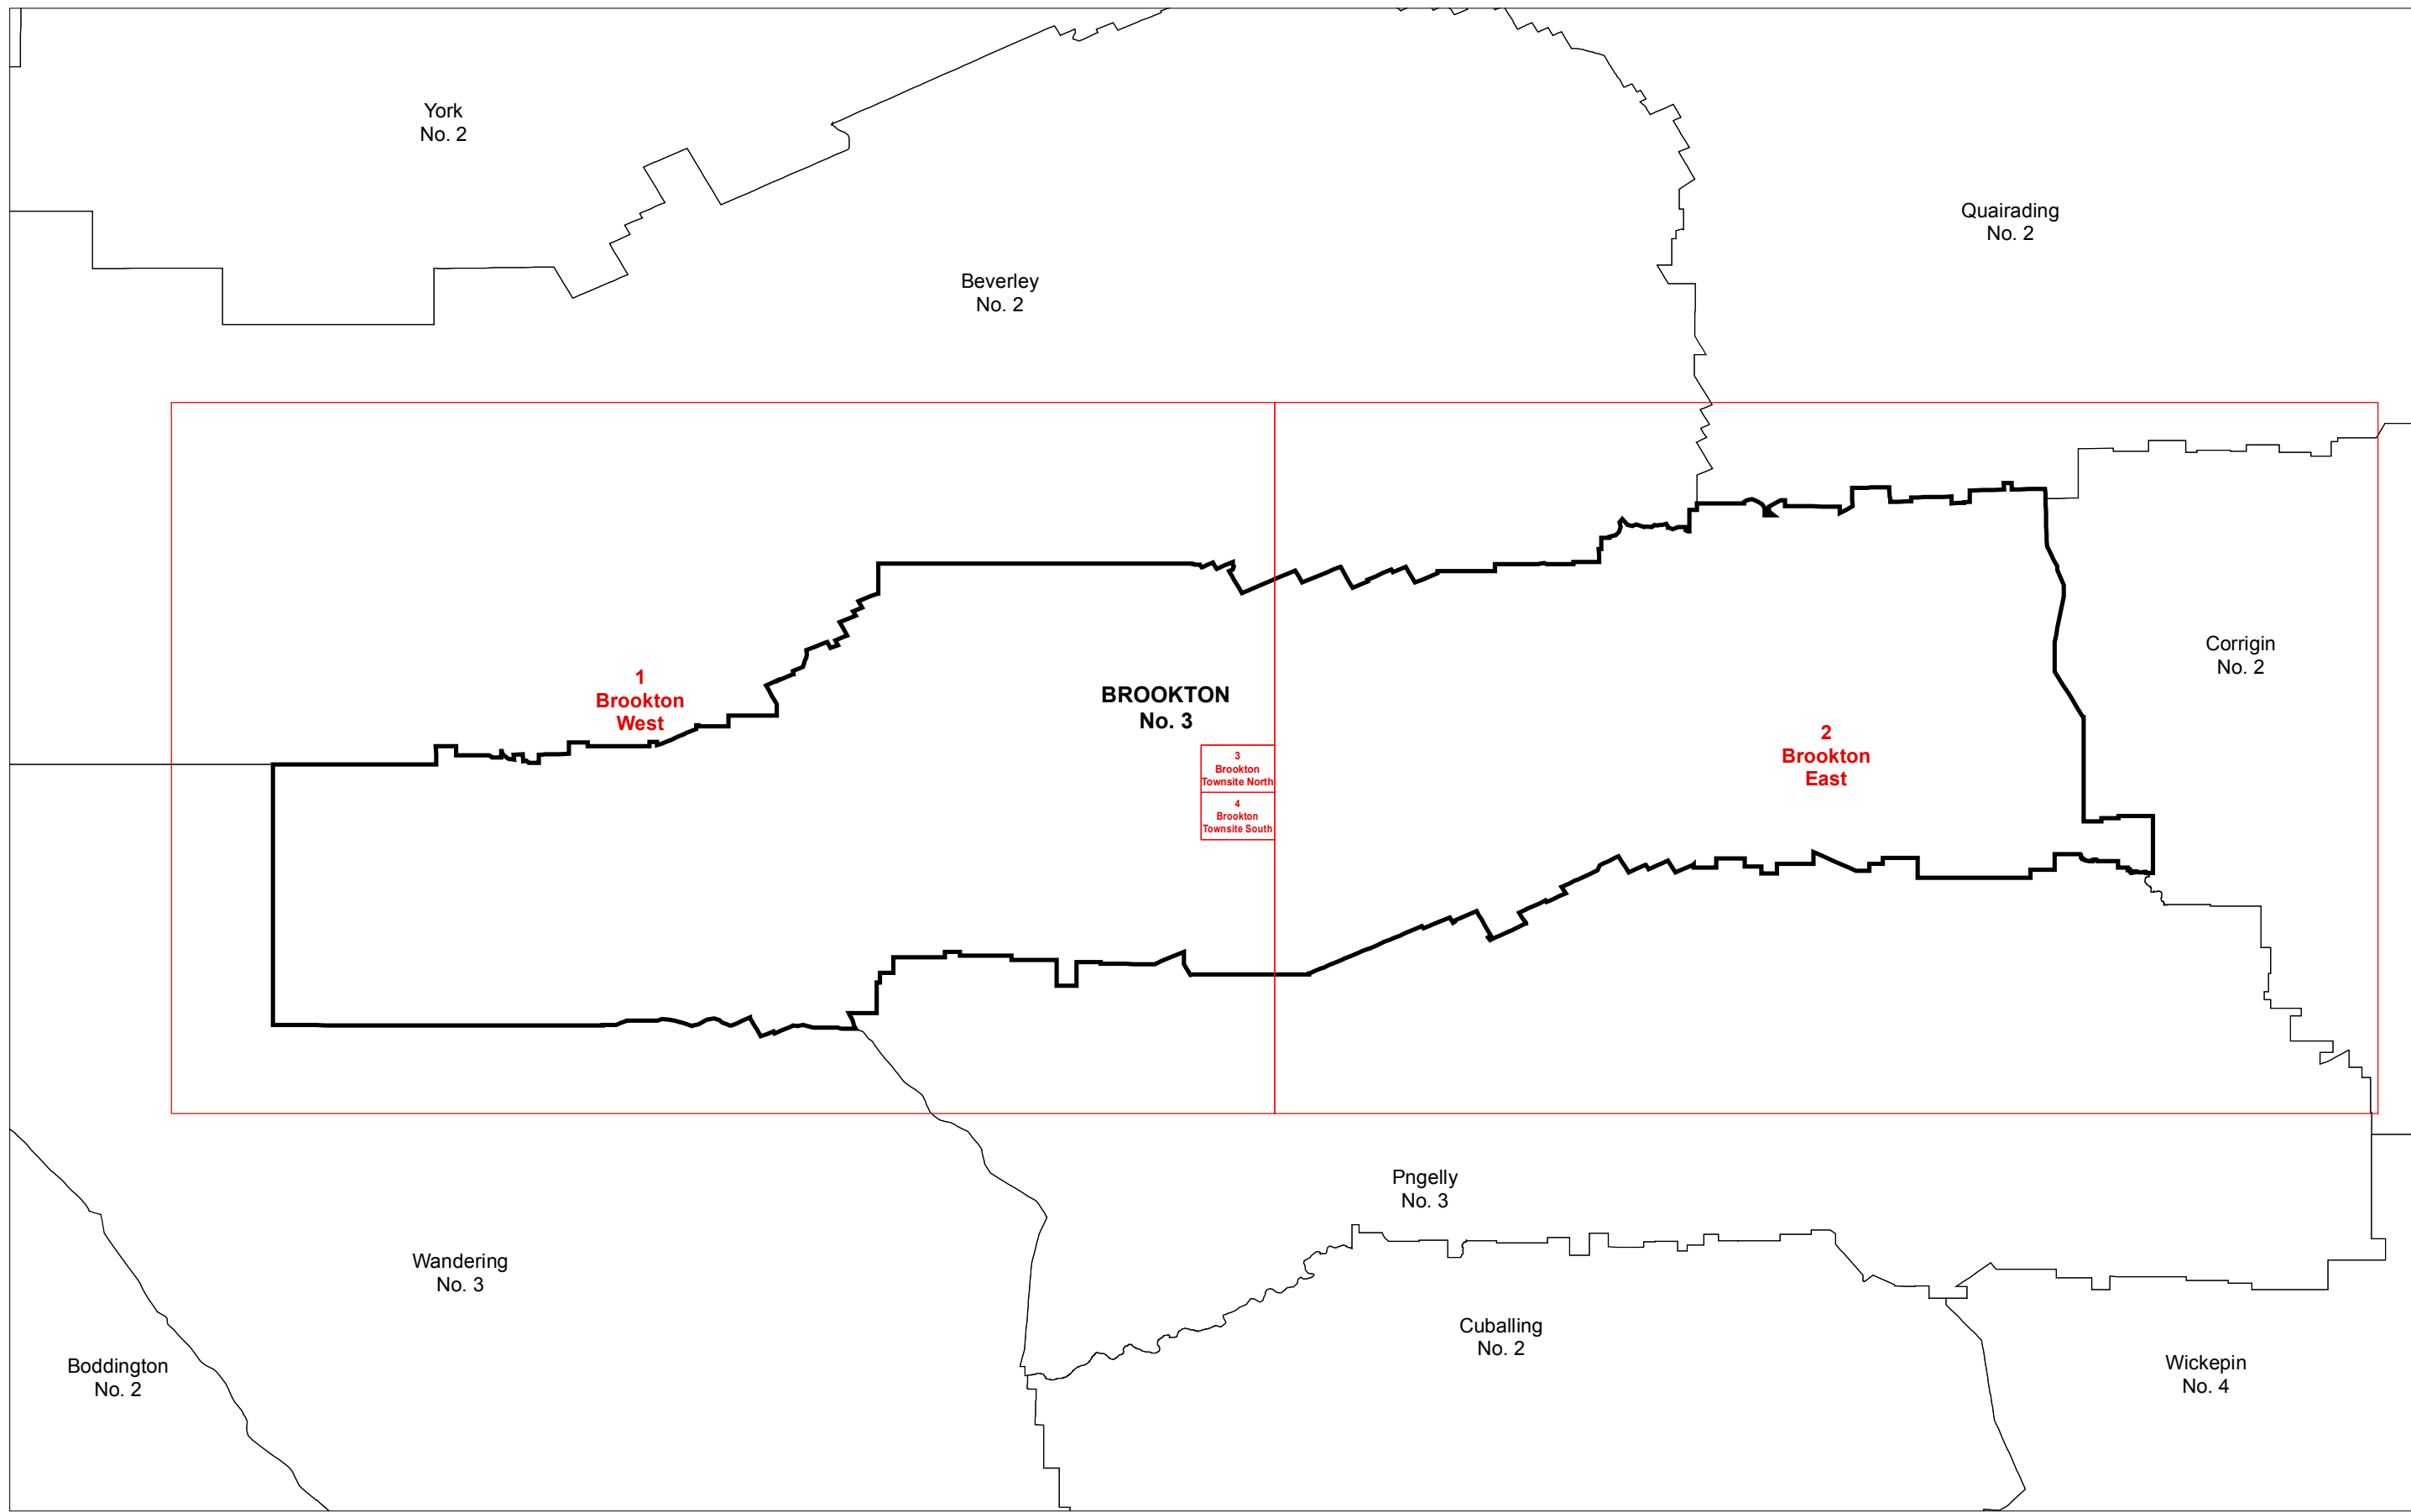 York
No. 2
Quairading
No. 2
Beverley
No. 2
Corrigin
No. 2
1
Brookton
West
BROOKTON
No. 3
2
Brookton
East
3
Brookton
Townsite North
4
Brookton
Townsite South
Pngelly
No. 3
Wandering
No. 3
Cuballing
No. 2
Boddington
No. 2
Wickepin
No. 4